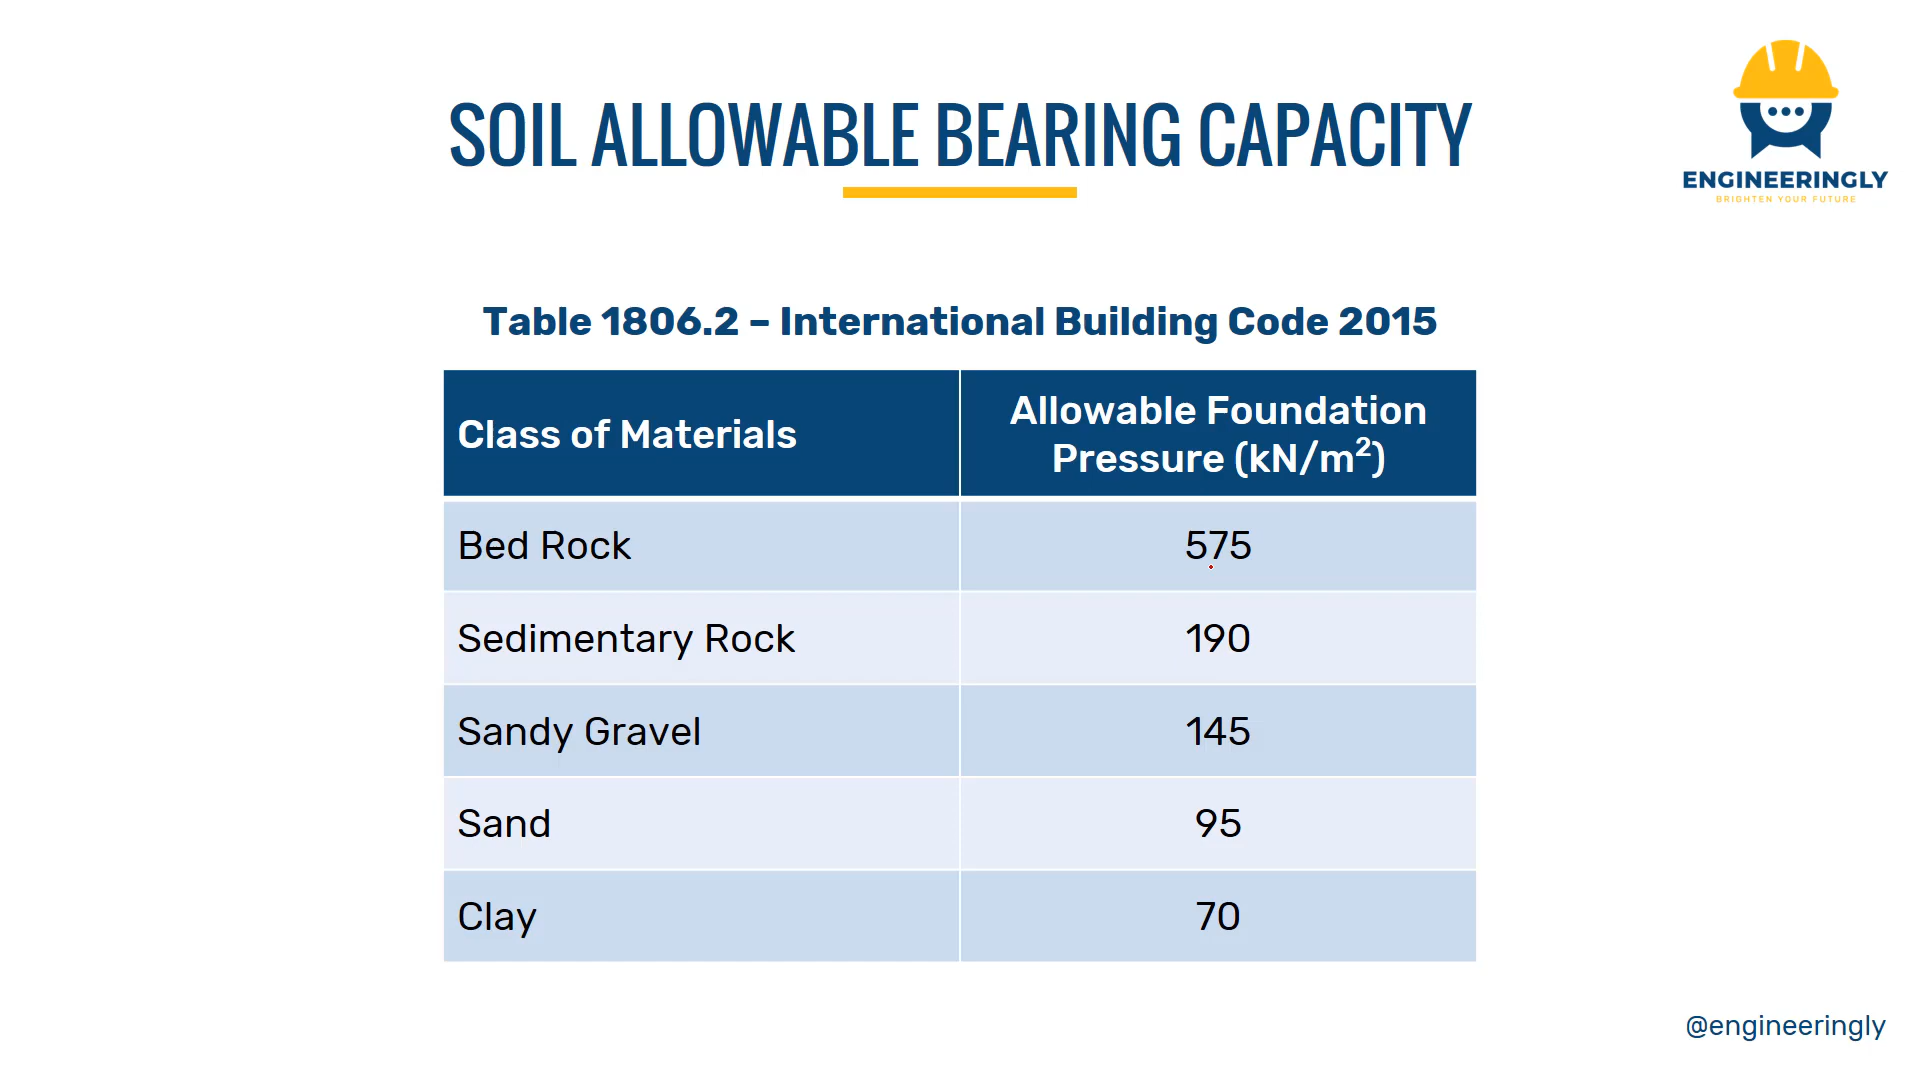 SOIL ALLOWABLE BEARING CAPACITY
ENGINEERINGLY
BRIGHTEN YOUR FUTURE
Table 1806.2 – International Building Code 2015
Class of Materials
Allowable Foundation
Pressure (kN/m²)
Bed Rock 575
Sedimentary Rock 190
Sandy Gravel 145
Sand 95
Clay 70
@engineeringly